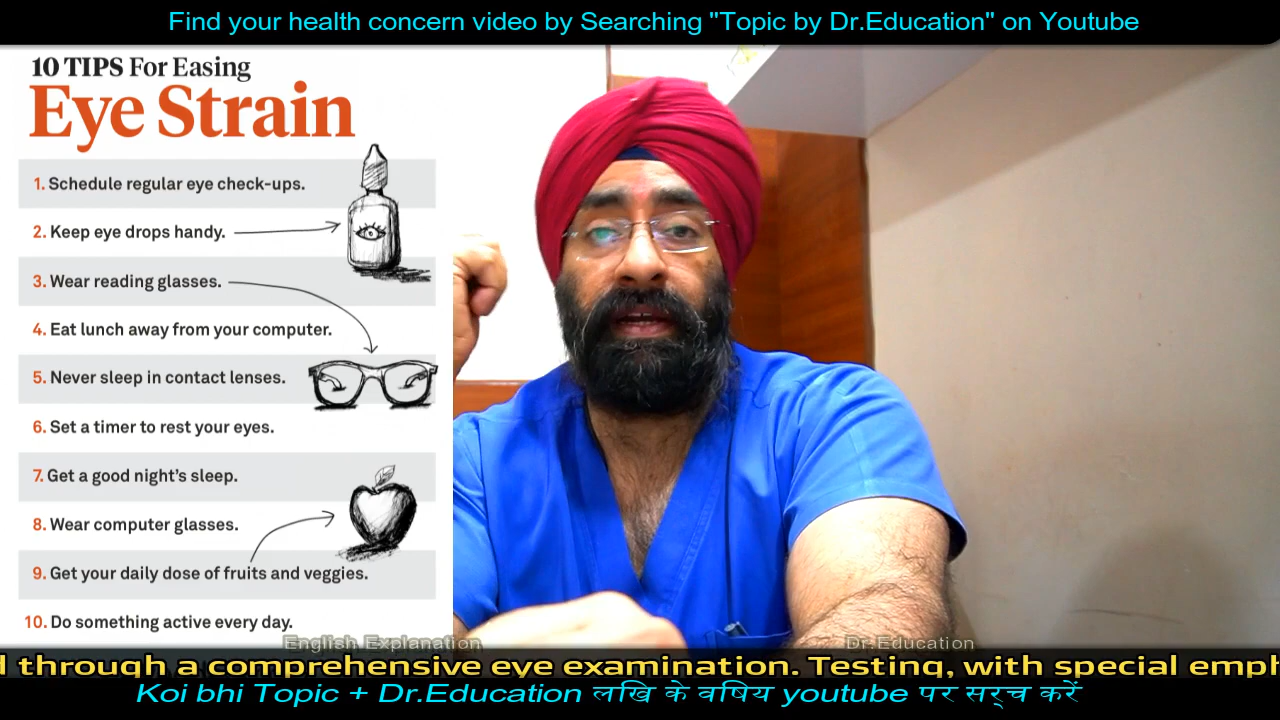 Find your health concern video by Searching "Topic by Dr.Education" on Youtube
10 TIPS For Easing
Eye Strain
1. Schedule regular eye check-ups.
2. Keep eye drops handy.
3. Wear reading glasses.
4. Eat lunch away from your computer.
5. Never sleep in contact lenses.
6. Set a timer to rest your eyes.
7. Get a good night's sleep.
8. Wear computer glasses.
9. Get your daily dose of fruits and veggies.
10. Do something active every day.
English Explanation
Dr.Education
through a comprehensive eye examination. Testing, with special
Koi bhi Topic + Dr.Education लिख के विषय youtube पर सर्च करें